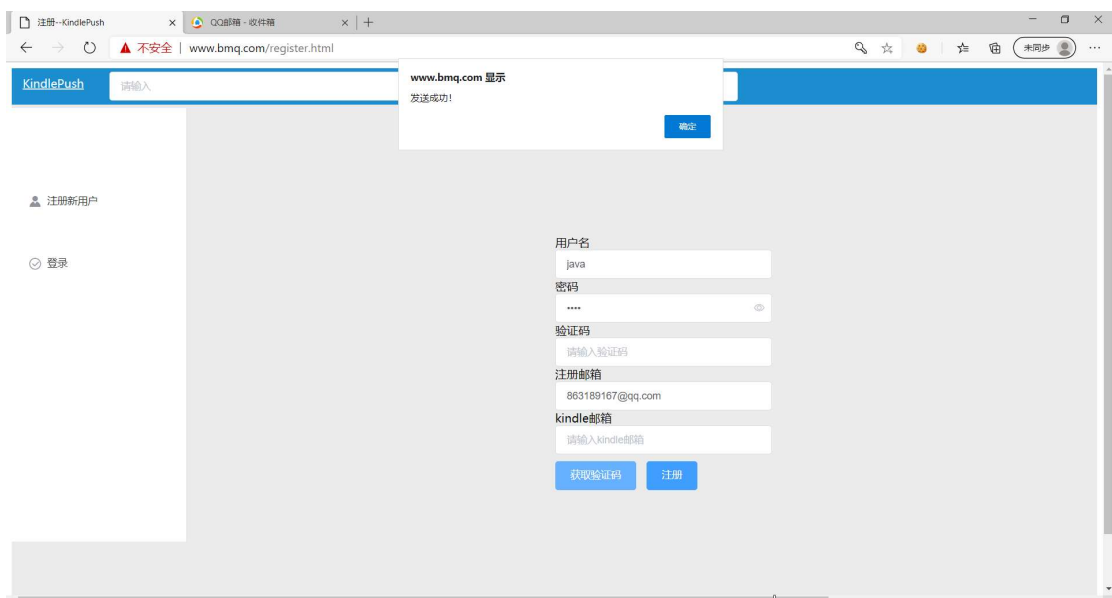 注册--KindlePush
QQ邮箱 - 收件箱
不安全 | www.bmq.com/register.html
未同步
KindlePush
请输入
www.bmq.com 显示
发送成功!
确定
注册新用户
登录
用户名
java
密码
••••
验证码
请输入验证码
注册邮箱
863189167@qq.com
kindle邮箱
请输入kindle邮箱
获取验证码
注册